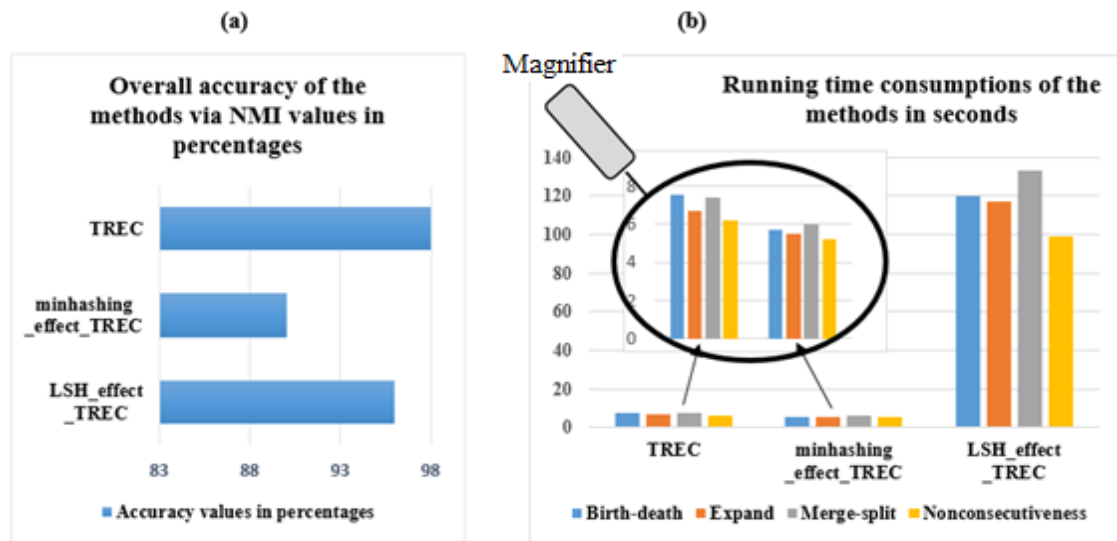 (a)
Overall accuracy of the
methods via NMI values in
percentages
TREC
minhashing
_effect_TREC
LSH_effect
_TREC
83 88 93 98
Accuracy values in percentages
(b)
Magnifier
Running time consumptions of the
methods in seconds
140
120
100
80
60
40
20
0
8
6
4
2
0
TREC
minhashing
_effect_TREC
LSH_effect
_TREC
Birth-death Expand Merge-split Nonconsecutiveness